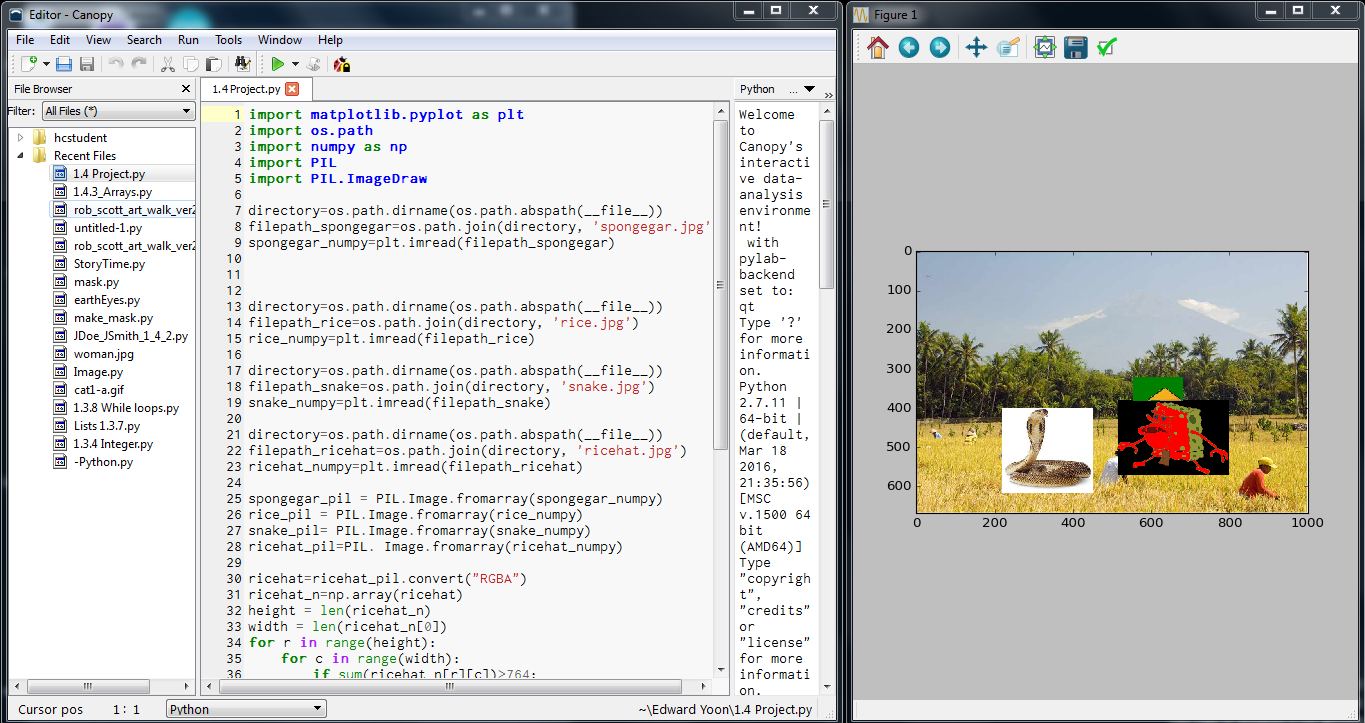 Editor - Canopy
File Edit View Search Run Tools Window Help
File Browser
Filter: All Files (*)
hcstudent
Recent Files
1.4 Project.py
1.4.3_Arrays.py
rob_scott_art_walk_ver2
untitled-1.py
rob_scott_art_walk_ver2
StoryTime.py
mask.py
earthEyes.py
make_mask.py
JDoe_JSmith_1_4_2.py
woman.jpg
Image.py
cat1-a.gif
1.3.8 While loops.py
Lists 1.3.7.py
1.3.4 Integer.py
-Python.py
1.4 Project.py
1 import matplotlib.pyplot as plt
2 import os.path
3 import numpy as np
4 import PIL
5 import PIL.ImageDraw
6
7 directory=os.path.dirname(os.path.abspath(__file__))
8 filepath_spongegar=os.path.join(directory, 'spongegar.jpg'
9 spongegar_numpy=plt.imread(filepath_spongegar)
10
11
12
13 directory=os.path.dirname(os.path.abspath(__file__))
14 filepath_rice=os.path.join(directory, 'rice.jpg')
15 rice_numpy=plt.imread(filepath_rice)
16
17 directory=os.path.dirname(os.path.abspath(__file__))
18 filepath_snake=os.path.join(directory, 'snake.jpg')
19 snake_numpy=plt.imread(filepath_snake)
20
21 directory=os.path.dirname(os.path.abspath(__file__))
22 filepath_ricehat=os.path.join(directory, 'ricehat.jpg')
23 ricehat_numpy=plt.imread(filepath_ricehat)
24
25 spongegar_pil = PIL.Image.fromarray(spongegar_numpy)
26 rice_pil = PIL.Image.fromarray(rice_numpy)
27 snake_pil= PIL.Image.fromarray(snake_numpy)
28 ricehat_pil=PIL. Image.fromarray(ricehat_numpy)
29
30 ricehat=ricehat_pil.convert("RGBA")
31 ricehat_n=np.array(ricehat)
32 height = len(ricehat_n)
33 width = len(ricehat_n[0])
34 for r in range(height):
35 for c in range(width):
36 if sum(ricehat_n[r][c])>764:
Python ...
Welcome
to
Canopy's
interacti
ve data-
analysis
environme
nt!
with
pylab-
backend
set to:
qt
Type '?'
for more
informati
on.
Python
2.7.11 |
64-bit |
(default,
Mar 18
2016,
21:35:56)
[MSC
v.1500 64
bit
(AMD64)]
Type
"copyrigh
t",
"credits"
or
"license"
for more
informati
on.
Cursor pos 1 : 1 Python ~\Edward Yoon\1.4 Project.py
Figure 1
0
100
200
300
400
500
600
0 200 400 600 800 1000